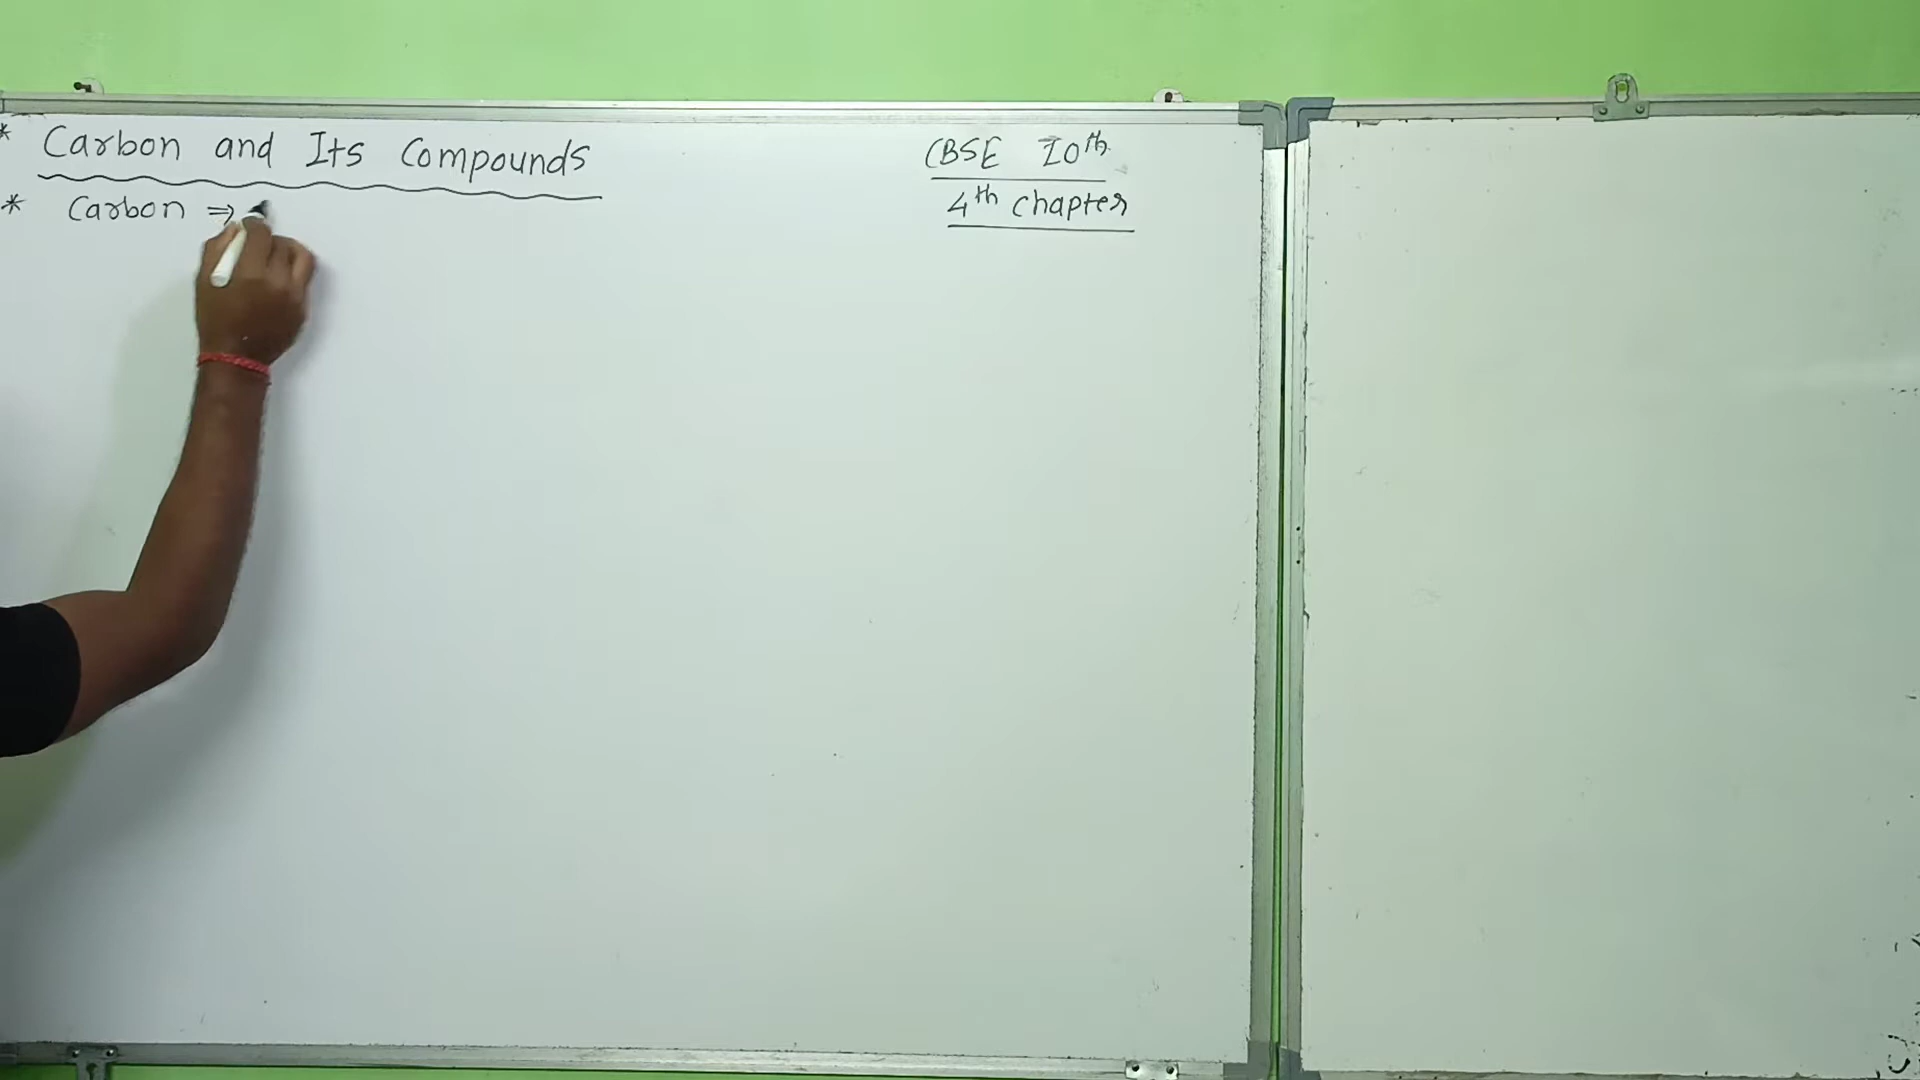 * Carbon and Its Compounds
CBSE 10th
4th chapter
* Carbon ⇒